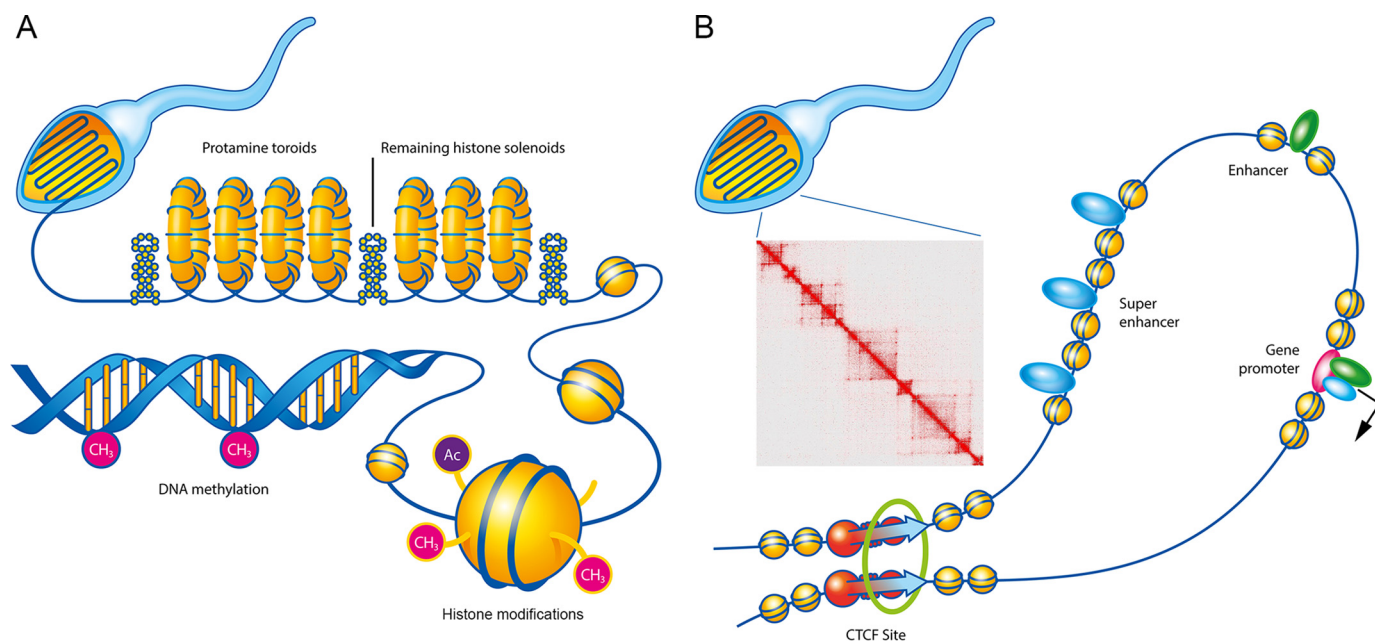 A
Protamine toroids
Remaining histone solenoids
CH₃
CH₃
DNA methylation
Ac
CH₃
CH₃
Histone modifications
B
Enhancer
Super
enhancer
Gene
promoter
CTCF Site